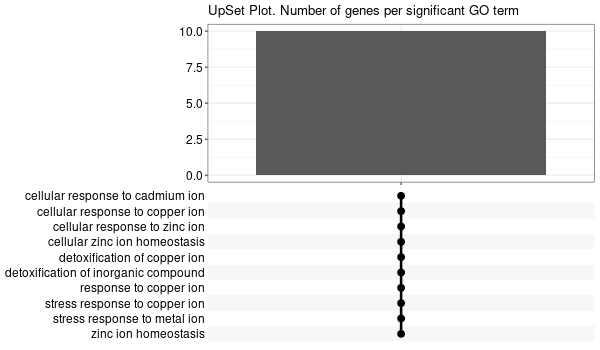 UpSet Plot. Number of genes per significant GO term
10.0
7.5
5.0
2.5
0.0
cellular response to cadmium ion
cellular response to copper ion
cellular response to zinc ion
cellular zinc ion homeostasis
detoxification of copper ion
detoxification of inorganic compound
response to copper ion
stress response to copper ion
stress response to metal ion
zinc ion homeostasis